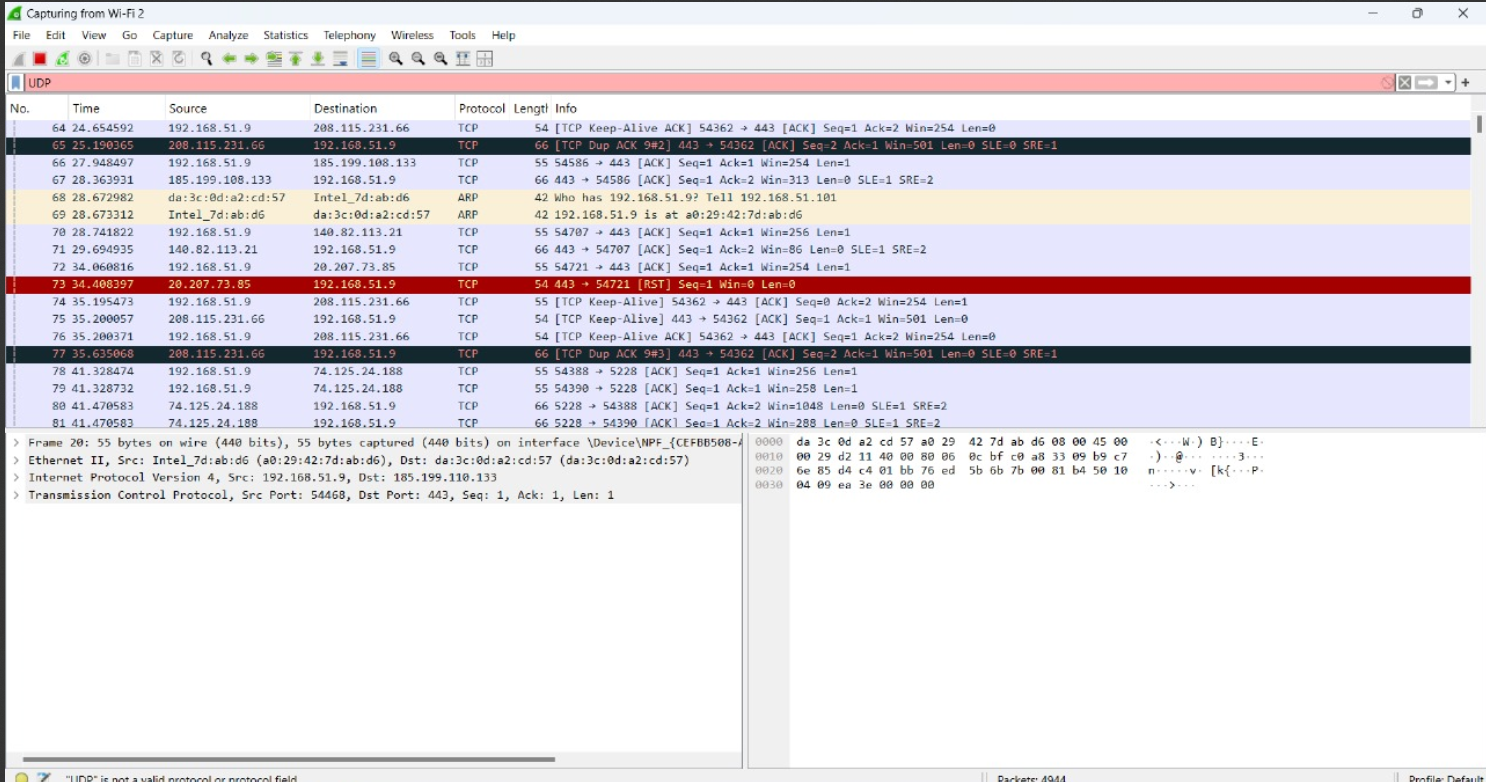 Capturing from Wi-Fi 2
File Edit View Go Capture Analyze Statistics Telephony Wireless Tools Help
UDP
No. Time Source Destination Protocol Length Info
64 24.654592 192.168.51.9 208.115.231.66 TCP 54 [TCP Keep-Alive ACK] 54362 → 443 [ACK] Seq=1 Ack=2 Win=254 Len=0
65 25.190365 208.115.231.66 192.168.51.9 TCP 66 [TCP Dup ACK 9#2] 443 → 54362 [ACK] Seq=2 Ack=1 Win=501 Len=0 SLE=0 SRE=1
66 27.948497 192.168.51.9 185.199.108.133 TCP 55 54586 → 443 [ACK] Seq=1 Ack=1 Win=254 Len=1
67 28.363931 185.199.108.133 192.168.51.9 TCP 66 443 → 54586 [ACK] Seq=1 Ack=2 Win=313 Len=0 SLE=1 SRE=2
68 28.672982 da:3c:0d:a2:cd:57 Intel_7d:ab:d6 ARP 42 Who has 192.168.51.9? Tell 192.168.51.101
69 28.673312 Intel_7d:ab:d6 da:3c:0d:a2:cd:57 ARP 42 192.168.51.9 is at a0:29:42:7d:ab:d6
70 28.741822 192.168.51.9 140.82.113.21 TCP 55 54707 → 443 [ACK] Seq=1 Ack=1 Win=256 Len=1
71 29.694935 140.82.113.21 192.168.51.9 TCP 66 443 → 54707 [ACK] Seq=1 Ack=2 Win=86 Len=0 SLE=1 SRE=2
72 34.060816 192.168.51.9 20.207.73.85 TCP 55 54721 → 443 [ACK] Seq=1 Ack=1 Win=254 Len=1
73 34.408397 20.207.73.85 192.168.51.9 TCP 54 443 → 54721 [RST] Seq=1 Win=0 Len=0
74 35.195473 192.168.51.9 208.115.231.66 TCP 55 [TCP Keep-Alive] 54362 → 443 [ACK] Seq=0 Ack=2 Win=254 Len=1
75 35.200057 208.115.231.66 192.168.51.9 TCP 54 [TCP Keep-Alive] 443 → 54362 [ACK] Seq=1 Ack=1 Win=501 Len=0
76 35.200371 192.168.51.9 208.115.231.66 TCP 54 [TCP Keep-Alive ACK] 54362 → 443 [ACK] Seq=1 Ack=2 Win=254 Len=0
77 35.635068 208.115.231.66 192.168.51.9 TCP 66 [TCP Dup ACK 9#3] 443 → 54362 [ACK] Seq=2 Ack=1 Win=501 Len=0 SLE=0 SRE=1
78 41.328474 192.168.51.9 74.125.24.188 TCP 55 54388 → 5228 [ACK] Seq=1 Ack=1 Win=256 Len=1
79 41.328732 192.168.51.9 74.125.24.188 TCP 55 54390 → 5228 [ACK] Seq=1 Ack=1 Win=258 Len=1
80 41.470583 74.125.24.188 192.168.51.9 TCP 66 5228 → 54388 [ACK] Seq=1 Ack=2 Win=1048 Len=0 SLE=1 SRE=2
81 41.470583 74.125.24.188 192.168.51.9 TCP 66 5228 → 54390 [ACK] Seq=1 Ack=2 Win=288 Len=0 SLE=1 SRE=2
Frame 20: 55 bytes on wire (440 bits), 55 bytes captured (440 bits) on interface \Device\NPF_{CEFBB508-
Ethernet II, Src: Intel_7d:ab:d6 (a0:29:42:7d:ab:d6), Dst: da:3c:0d:a2:cd:57 (da:3c:0d:a2:cd:57)
Internet Protocol Version 4, Src: 192.168.51.9, Dst: 185.199.110.133
Transmission Control Protocol, Src Port: 54468, Dst Port: 443, Seq: 1, Ack: 1, Len: 1
0000 da 3c 0d a2 cd 57 a0 29 42 7d ab d6 08 00 45 00 ·<···W·) B}····E·
0010 00 29 d2 11 40 00 80 06 0c bf c0 a8 33 09 b9 c7 ·)··@··· ····3···
0020 6e 85 d4 c4 01 bb 76 ed 5b 6b 7b 00 81 b4 50 10 n·····v· [k{···P·
0030 04 09 ea 3e 00 00 00 ···>···
"UDP" is not a valid protocol or protocol field.
Packets: 4944
Profile: Default